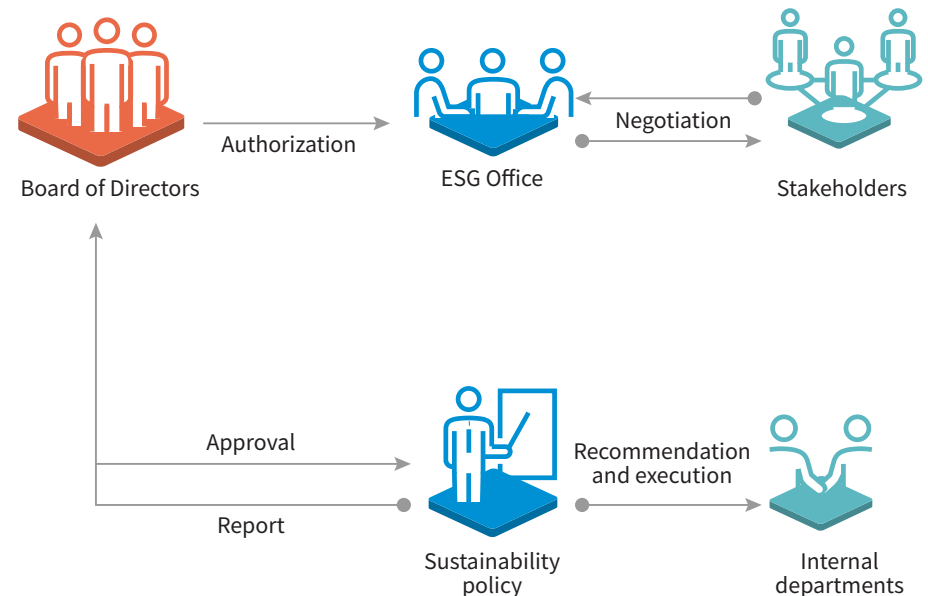 Authorization
Negotiation
Board of Directors
ESG Office
Stakeholders
Approval
Report
Recommendation
and execution
Sustainability
policy
Internal
departments